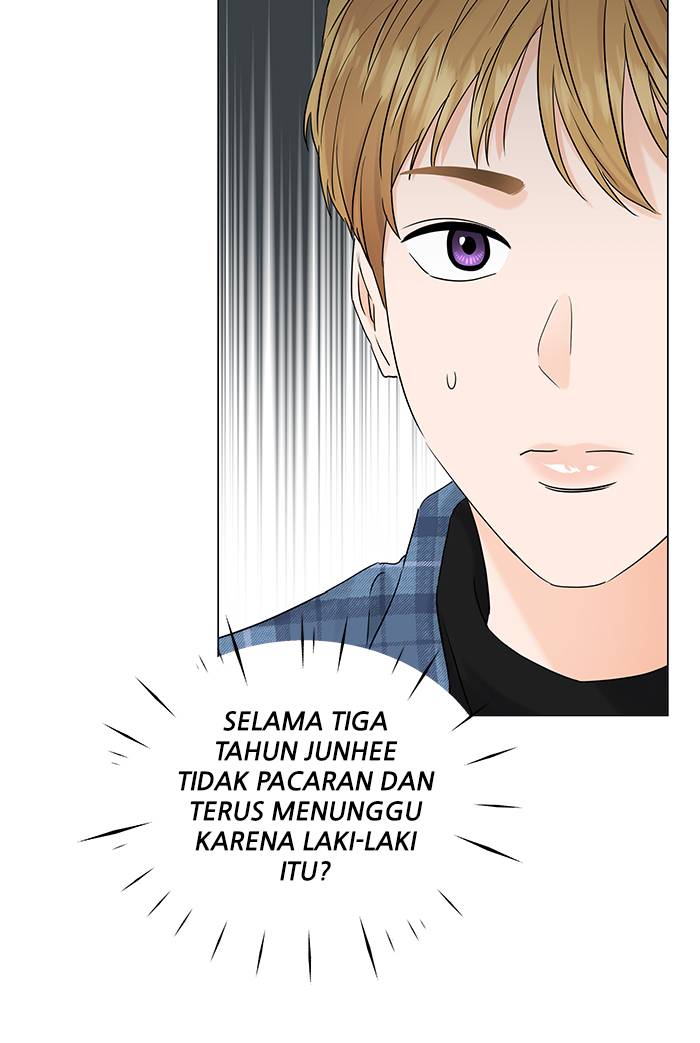 SELAMA TIGA
TAHUN JUNHEE
TIDAK PACARAN DAN
TERUS MENUNGGU
KARENA LAKI-LAKI
ITU?